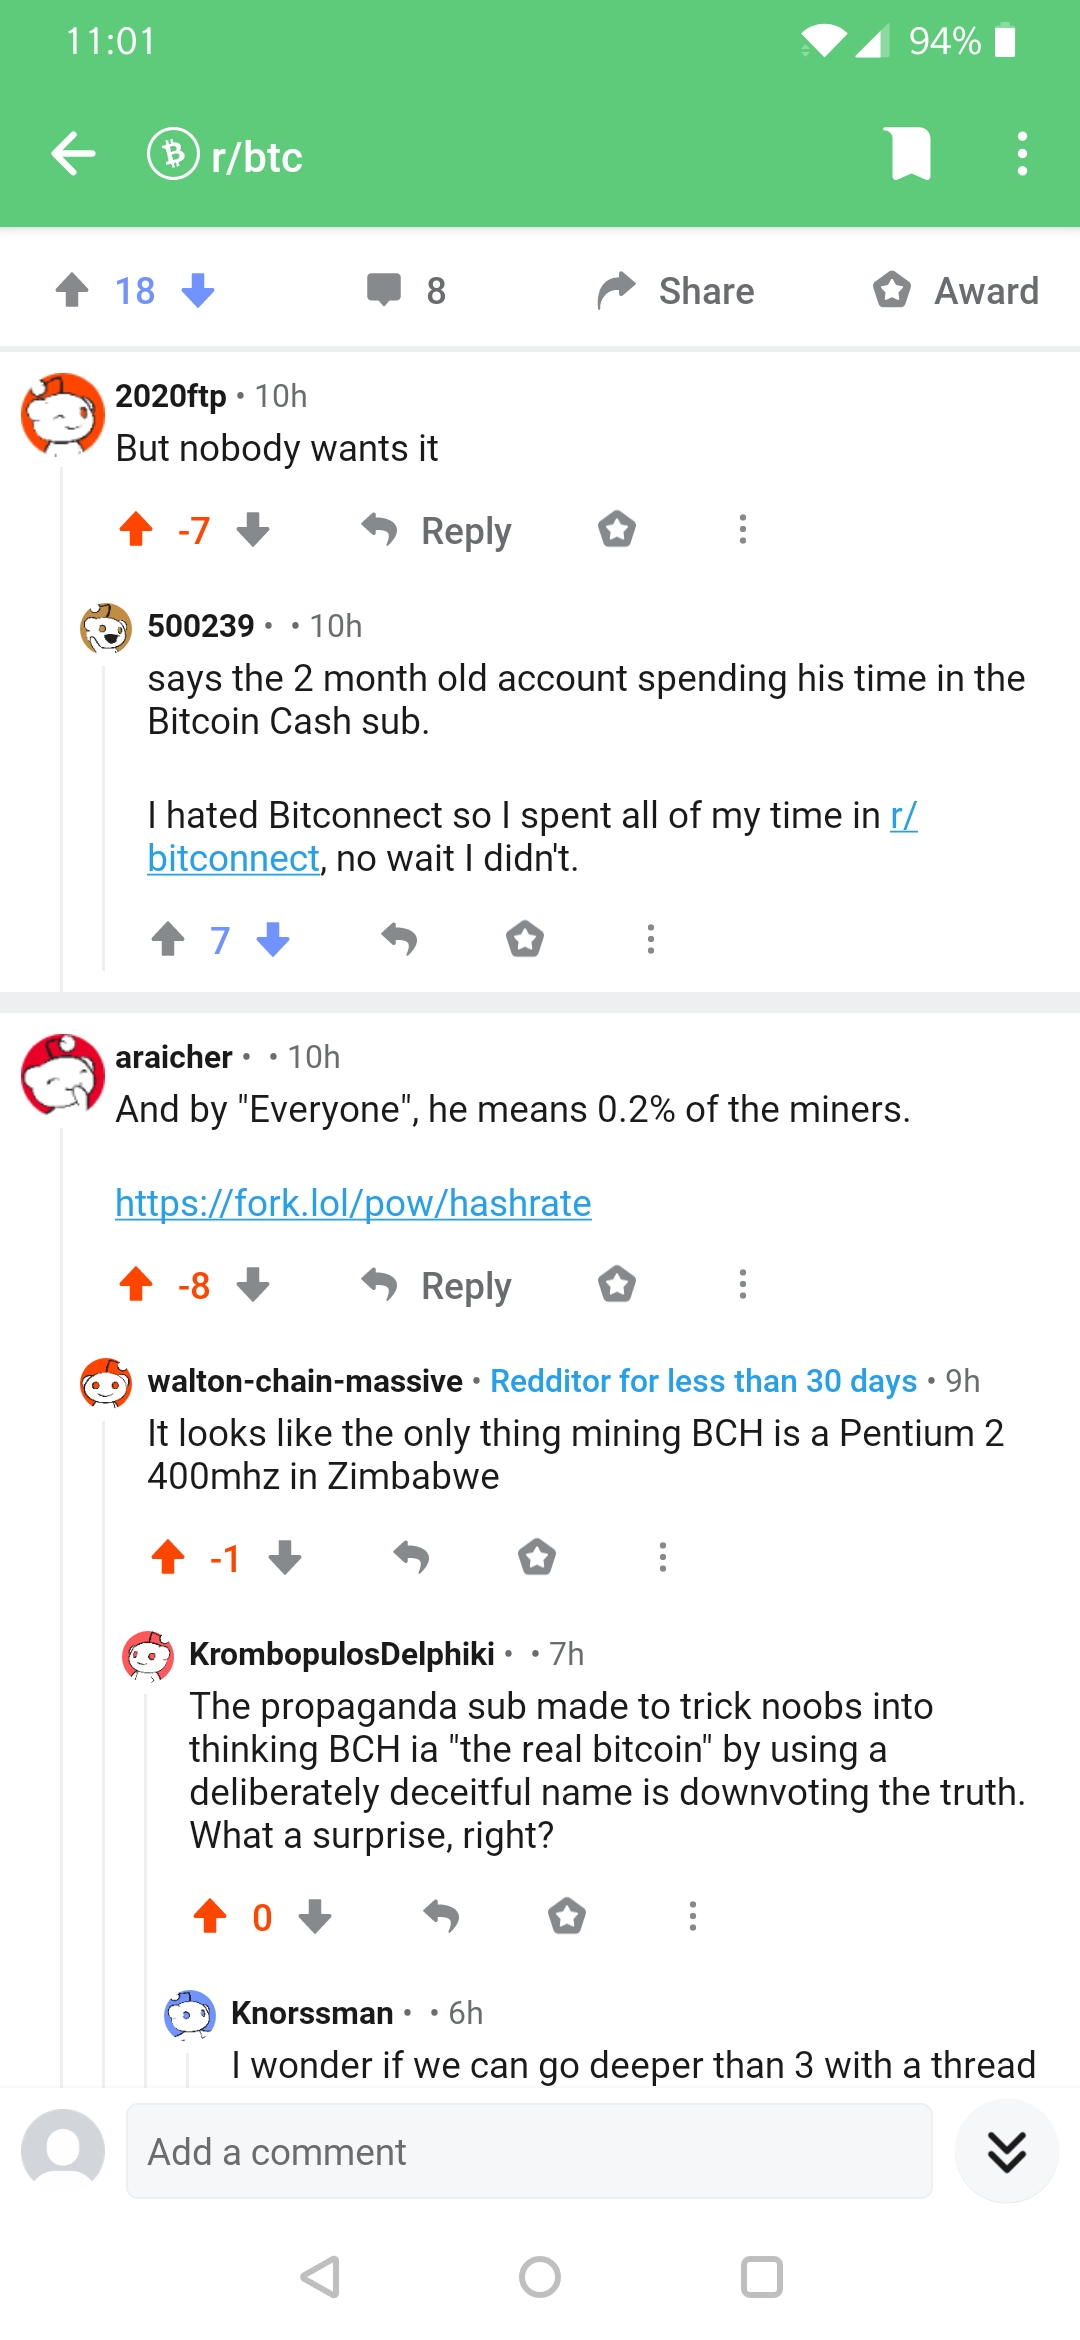 11:01
94%
r/btc
18
8
Share
Award
2020ftp • 10h
But nobody wants it
-7
Reply
500239 • • 10h
says the 2 month old account spending his time in the
Bitcoin Cash sub.
I hated Bitconnect so I spent all of my time in r/
bitconnect, no wait I didn't.
7
araicher • • 10h
And by "Everyone", he means 0.2% of the miners.
https://fork.lol/pow/hashrate
-8
Reply
walton-chain-massive • Redditor for less than 30 days • 9h
It looks like the only thing mining BCH is a Pentium 2
400mhz in Zimbabwe
-1
KrombopulosDelphiki • • 7h
The propaganda sub made to trick noobs into
thinking BCH ia "the real bitcoin" by using a
deliberately deceitful name is downvoting the truth.
What a surprise, right?
0
Knorssman • • 6h
I wonder if we can go deeper than 3 with a thread
Add a comment